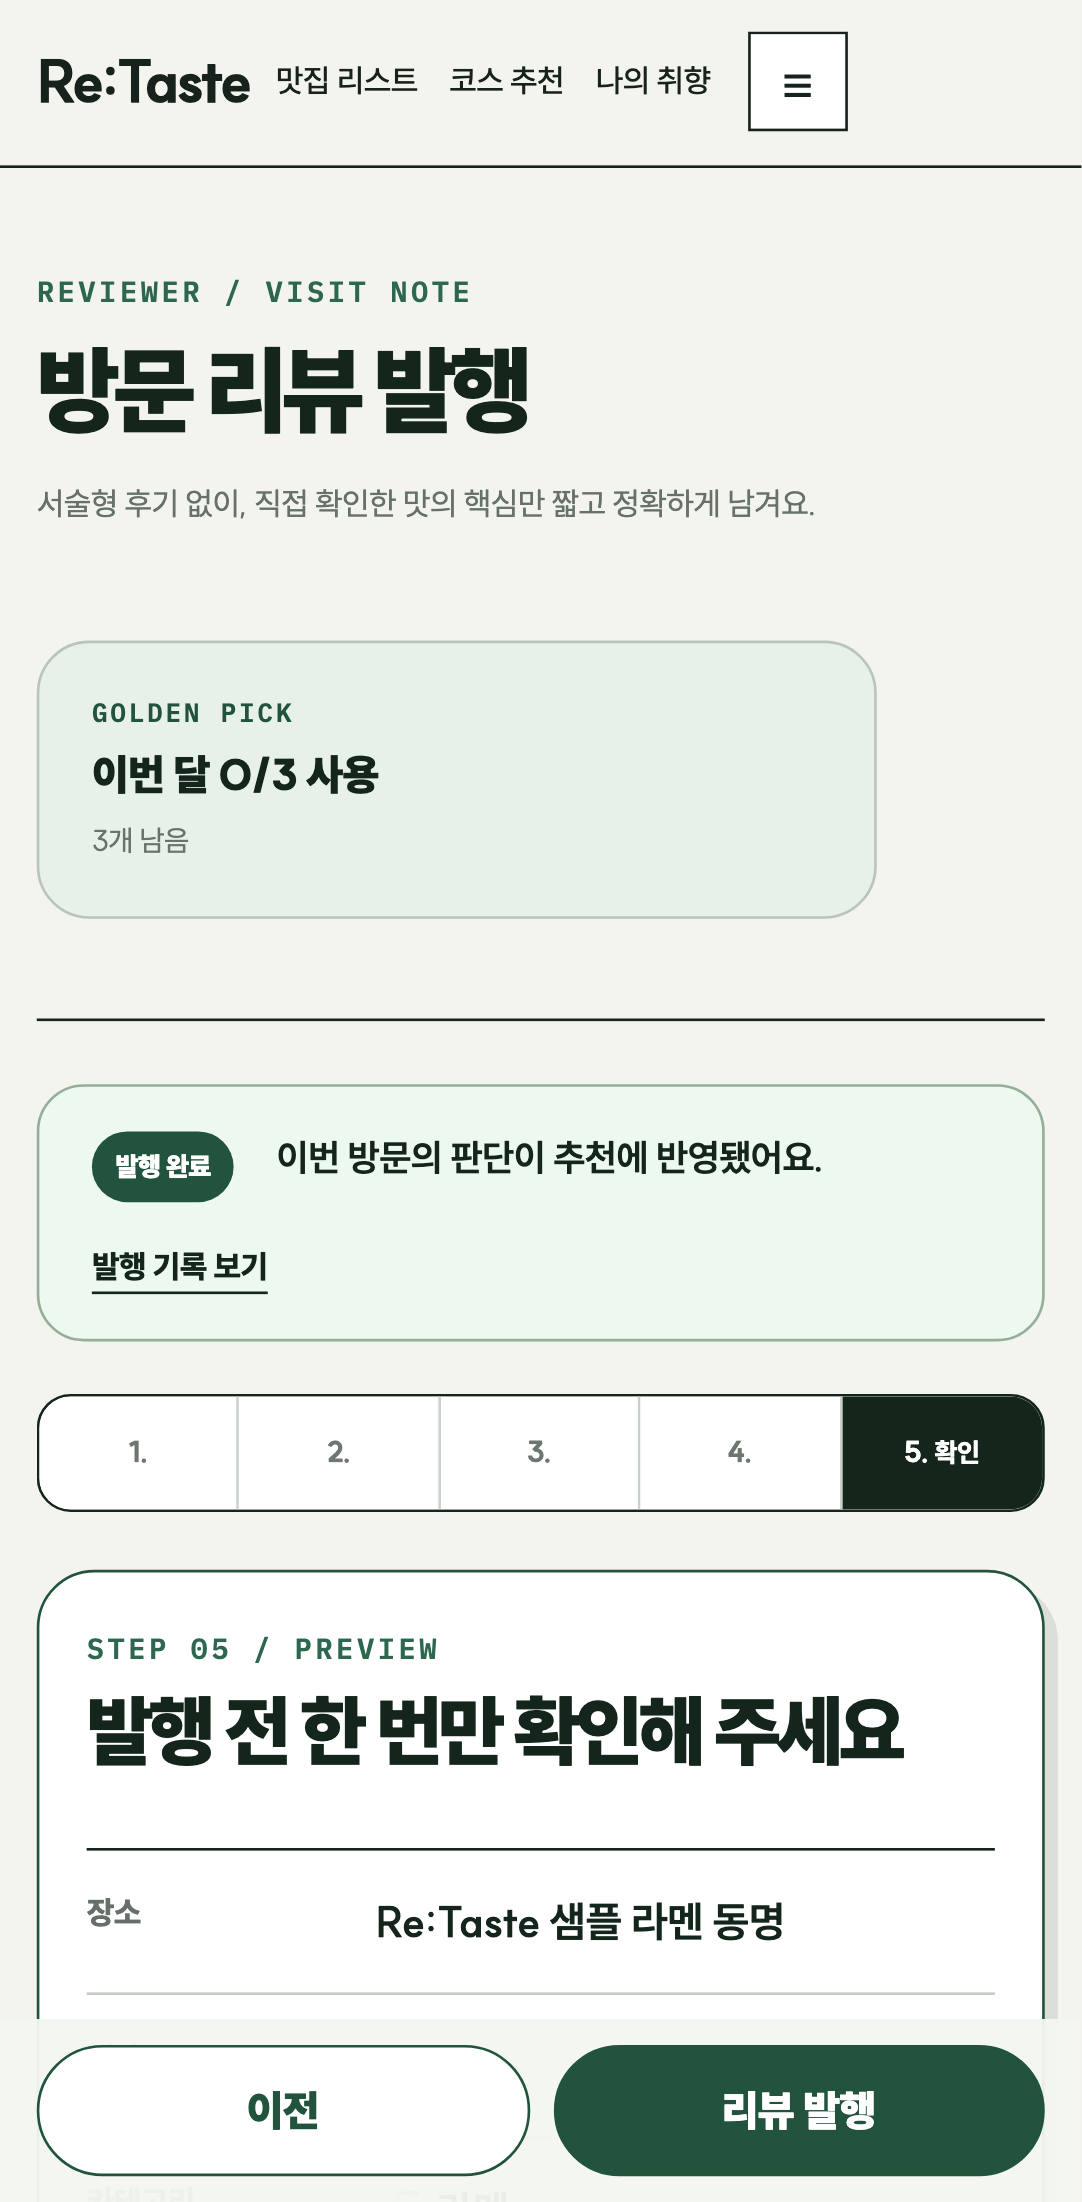 Re:Taste 맛집 리스트 코스 추천 나의 취향 ≡
REVIEWER / VISIT NOTE
방문 리뷰 발행
서술형 후기 없이, 직접 확인한 맛의 핵심만 짧고 정확하게 남겨요.
GOLDEN PICK
이번 달 0/3 사용
3개 남음
발행 완료 이번 방문의 판단이 추천에 반영됐어요.
발행 기록 보기
1. 2. 3. 4. 5. 확인
STEP 05 / PREVIEW
발행 전 한 번만 확인해 주세요
장소 Re:Taste 샘플 라멘 동명
이전 리뷰 발행
카테고리 라멘